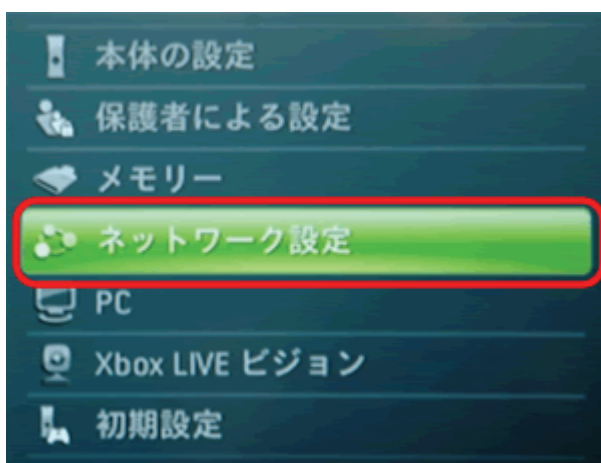 本体の設定
保護者による設定
メモリー
ネットワーク設定
PC
Xbox LIVE ビジョン
初期設定